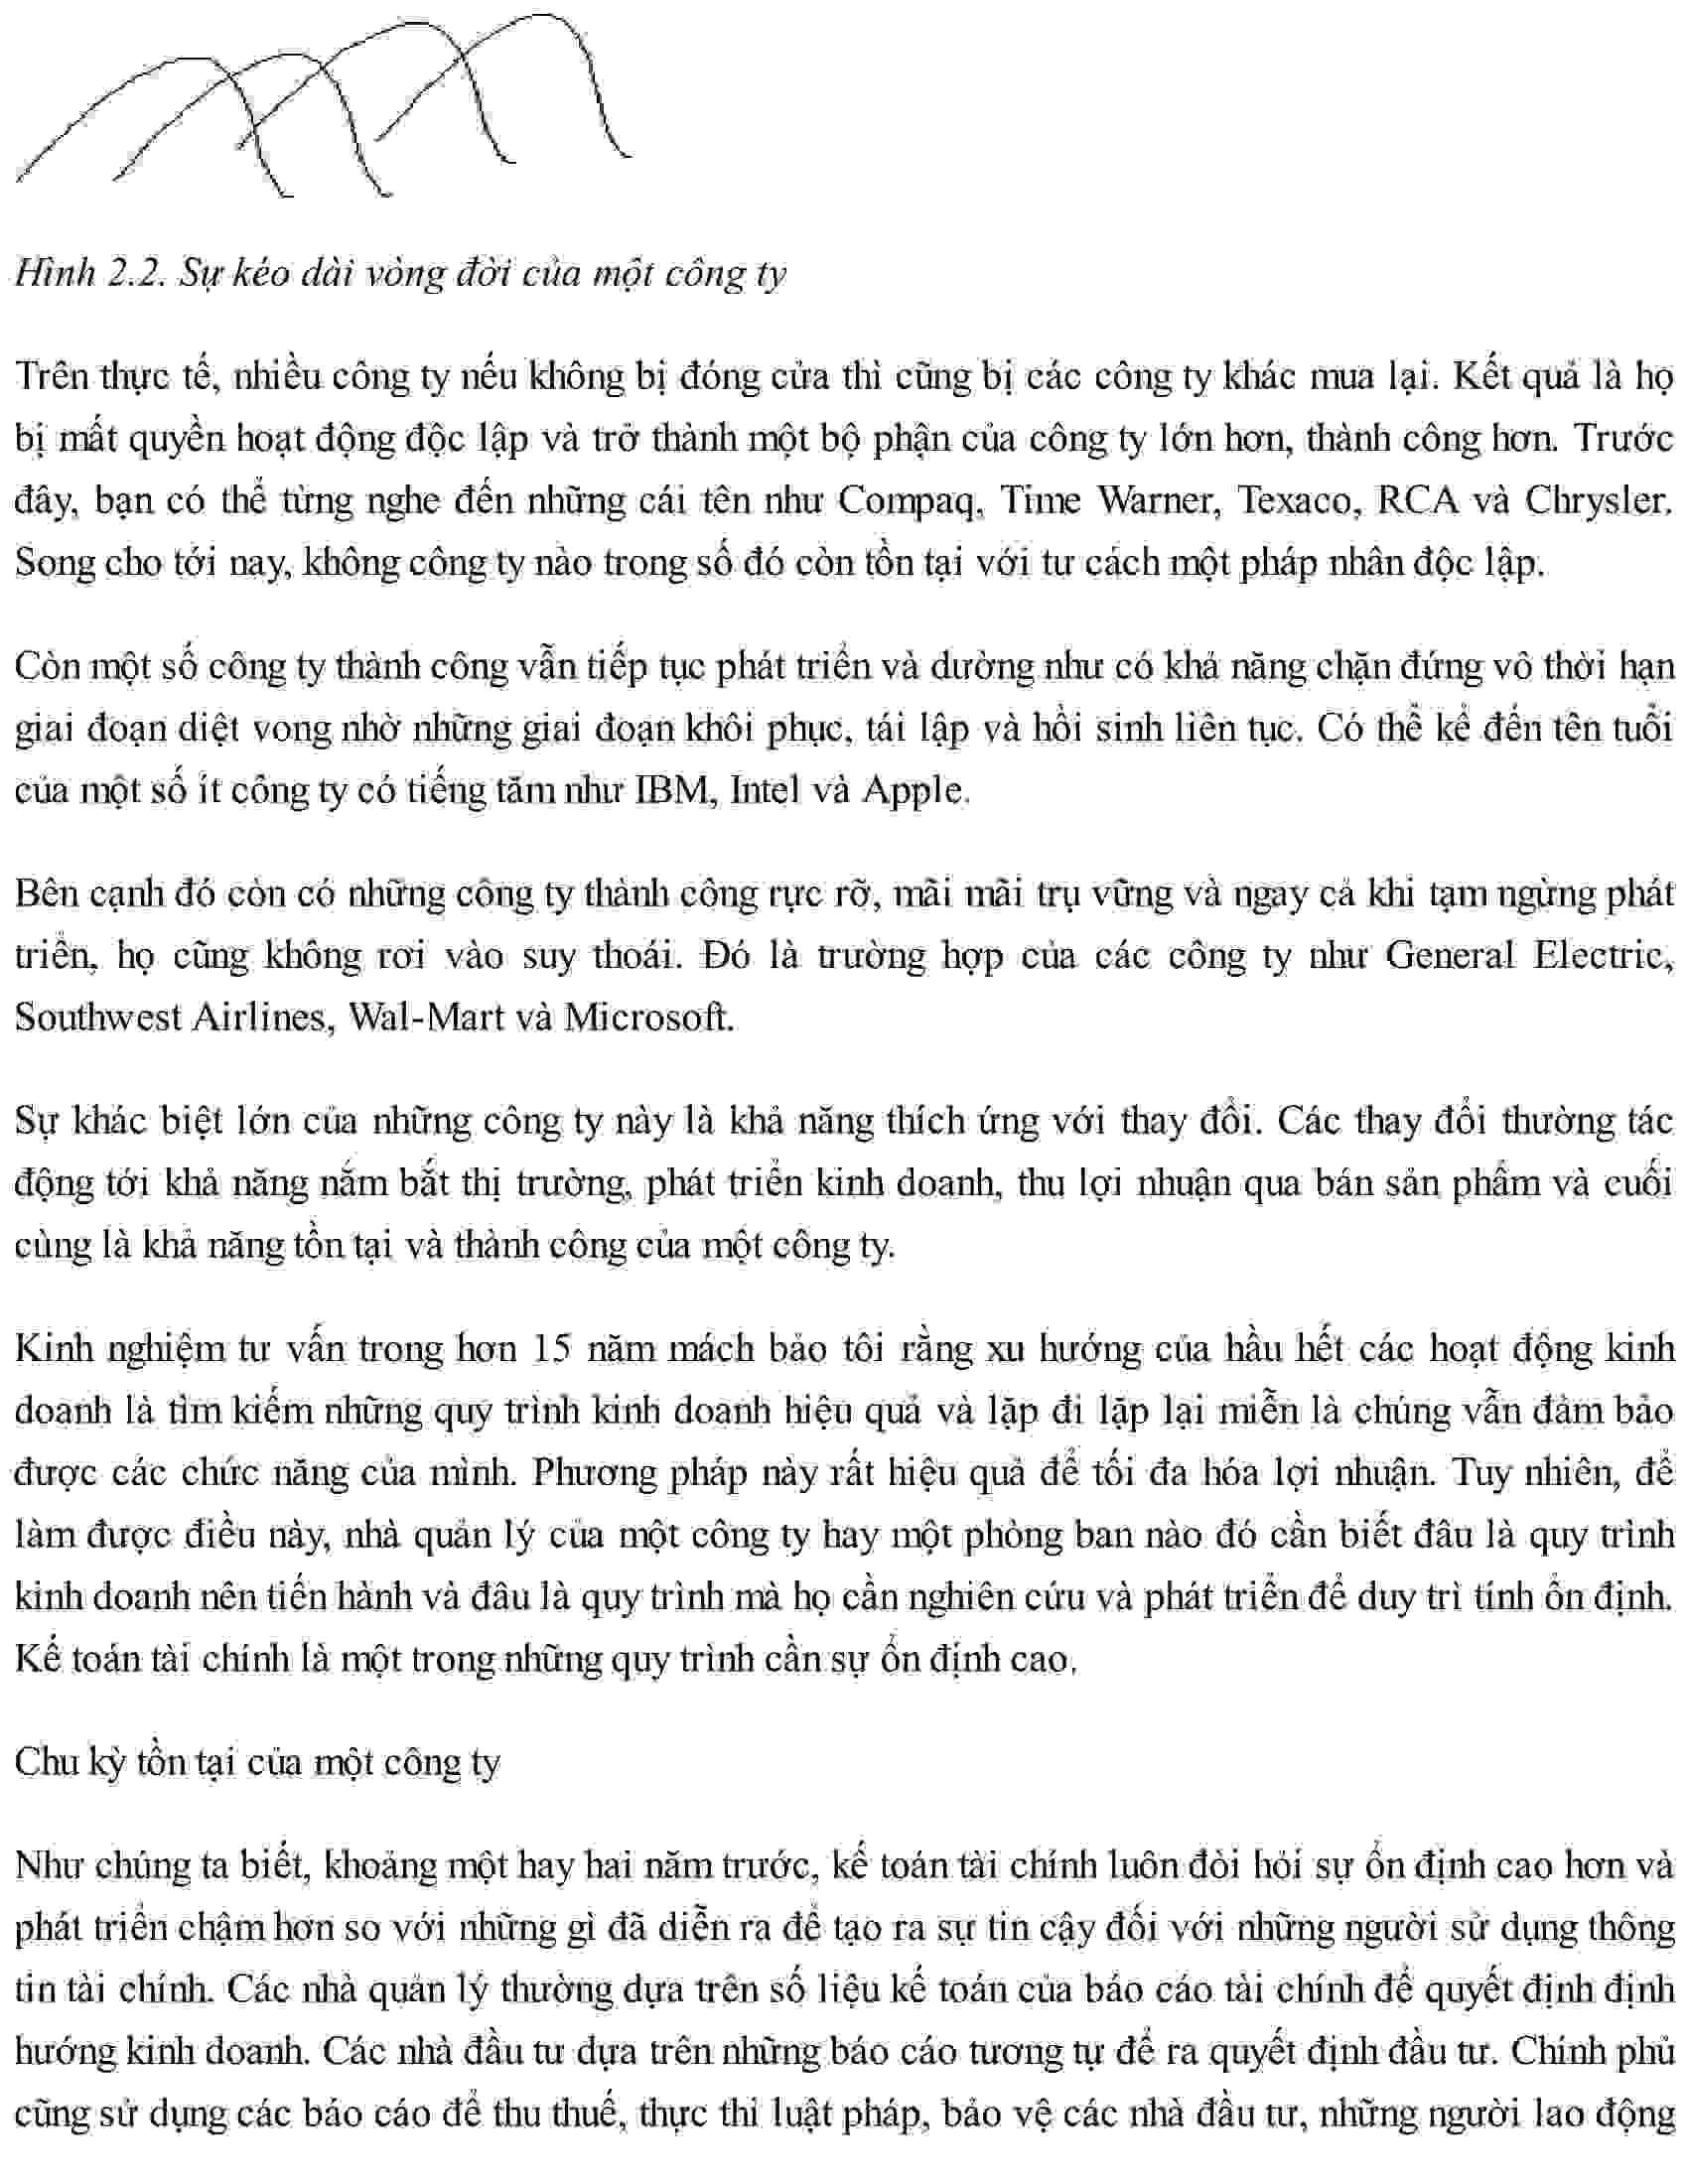 Hình 2.2. Sự kéo dài vòng đời của một công ty
Trên thực tế, nhiều công ty nếu không bị đóng cửa thì cũng bị các công ty khác mua lại. Kết quả là họ
bị mất quyền hoạt động độc lập và trở thành một bộ phận của công ty lớn hơn, thành công hơn. Trước
đây, bạn có thể từng nghe đến những cái tên như Compaq, Time Warner, Texaco, RCA và Chrysler.
Song cho tới nay, không công ty nào trong số đó còn tồn tại với tư cách một pháp nhân độc lập.
Còn một số công ty thành công vẫn tiếp tục phát triển và dường như có khả năng chặn đứng vô thời hạn
giai đoạn diệt vong nhờ những giai đoạn khôi phục, tái lập và hồi sinh liên tục. Có thể kể đến tên tuổi
của một số ít công ty có tiếng tăm như IBM, Intel và Apple.
Bên cạnh đó còn có những công ty thành công rực rỡ, mãi mãi trụ vững và ngay cả khi tạm ngừng phát
triển, họ cũng không rơi vào suy thoái. Đó là trường hợp của các công ty như General Electric,
Southwest Airlines, Wal-Mart và Microsoft.
Sự khác biệt lớn của những công ty này là khả năng thích ứng với thay đổi. Các thay đổi thường tác
động tới khả năng nắm bắt thị trường, phát triển kinh doanh, thu lợi nhuận qua bán sản phẩm và cuối
cùng là khả năng tồn tại và thành công của một công ty.
Kinh nghiệm tư vấn trong hơn 15 năm mách bảo tôi rằng xu hướng của hầu hết các hoạt động kinh
doanh là tìm kiếm những quy trình kinh doanh hiệu quả và lặp đi lặp lại miễn là chúng vẫn đảm bảo
được các chức năng của mình. Phương pháp này rất hiệu quả để tối đa hóa lợi nhuận. Tuy nhiên, để
làm được điều này, nhà quản lý của một công ty hay một phòng ban nào đó cần biết đâu là quy trình
kinh doanh nên tiến hành và đâu là quy trình mà họ cần nghiên cứu và phát triển để duy trì tính ổn định.
Kế toán tài chính là một trong những quy trình cần sự ổn định cao.
Chu kỳ tồn tại của một công ty
Như chúng ta biết, khoảng một hay hai năm trước, kế toán tài chính luôn đòi hỏi sự ổn định cao hơn và
phát triển chậm hơn so với những gì đã diễn ra để tạo ra sự tin cậy đối với những người sử dụng thông
tin tài chính. Các nhà quản lý thường dựa trên số liệu kế toán của báo cáo tài chính để quyết định định
hướng kinh doanh. Các nhà đầu tư dựa trên những báo cáo tương tự để ra quyết định đầu tư. Chính phủ
cũng sử dụng các báo cáo để thu thuế, thực thi luật pháp, bảo vệ các nhà đầu tư, những người lao động